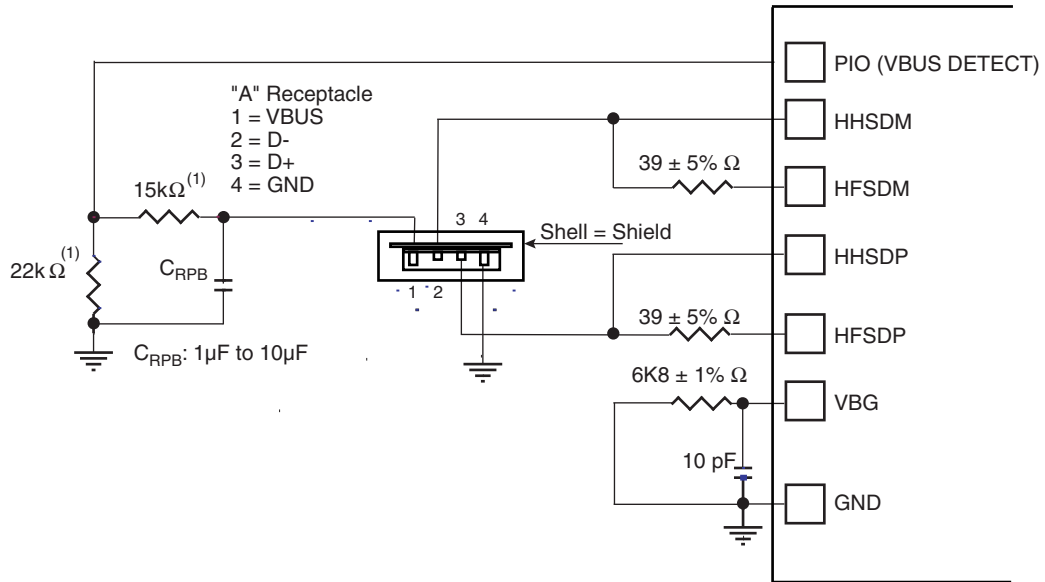 PIO (VBUS DETECT)
"A" Receptacle
1 = VBUS
2 = D-
3 = D+
4 = GND
HHSDM
39 ± 5% Ω
HFSDM
15kΩ(1)
3 4
Shell = Shield
HHSDP
22k Ω(1)
CRPB
1 2
39 ± 5% Ω
HFSDP
CRPB: 1µF to 10µF
6K8 ± 1% Ω
VBG
10 pF
GND